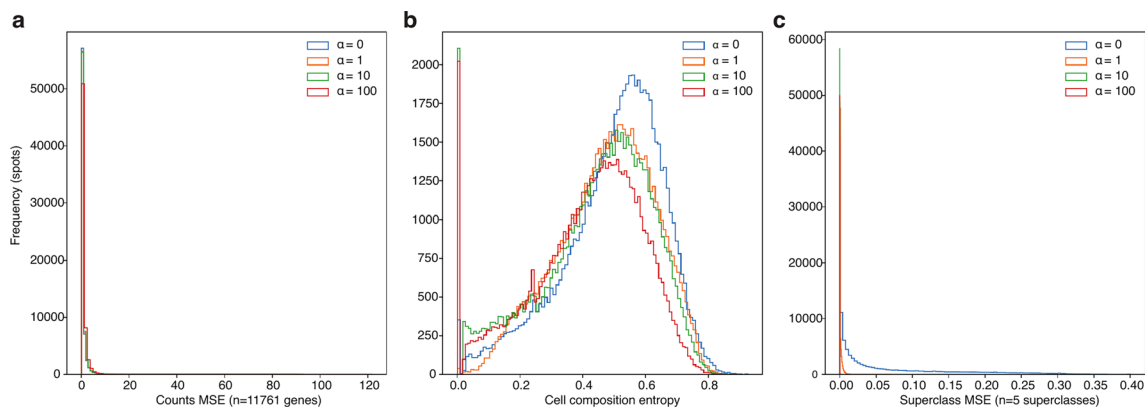 a
b
c
Frequency (spots)
50000
40000
30000
20000
10000
0
0
20
40
60
80
100
120
Counts MSE (n=11761 genes)
α = 0
α = 1
α = 10
α = 100
2000
1750
1500
1250
1000
750
500
250
0
0.0
0.2
0.4
0.6
0.8
Cell composition entropy
α = 0
α = 1
α = 10
α = 100
60000
50000
40000
30000
20000
10000
0
0.00
0.05
0.10
0.15
0.20
0.25
0.30
0.35
0.40
Superclass MSE (n=5 superclasses)
α = 0
α = 1
α = 10
α = 100